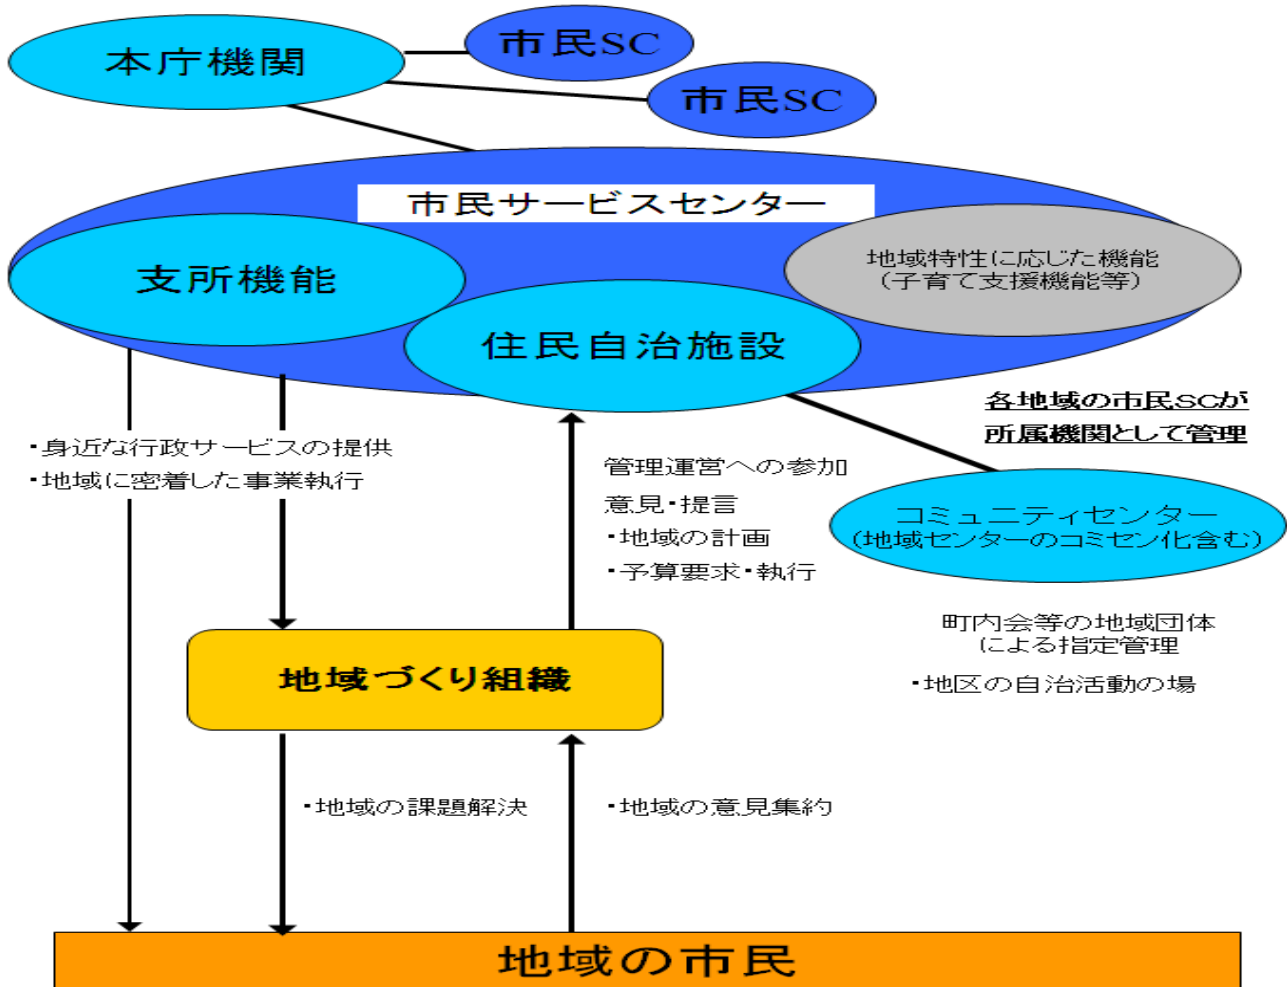 本庁機関
市民SC
市民SC
市民サービスセンター
支所機能
地域特性に応じた機能
(子育て支援機能等)
住民自治施設
各地域の市民SCが
所属機関として管理
・身近な行政サービスの提供
・地域に密着した事業執行
管理運営への参加
意見・提言
・地域の計画
・予算要求・執行
コミュニティセンター
(地域センターのコミセン化含む)
町内会等の地域団体
による指定管理
・地区の自治活動の場
地域づくり組織
・地域の課題解決
・地域の意見集約
地域の市民